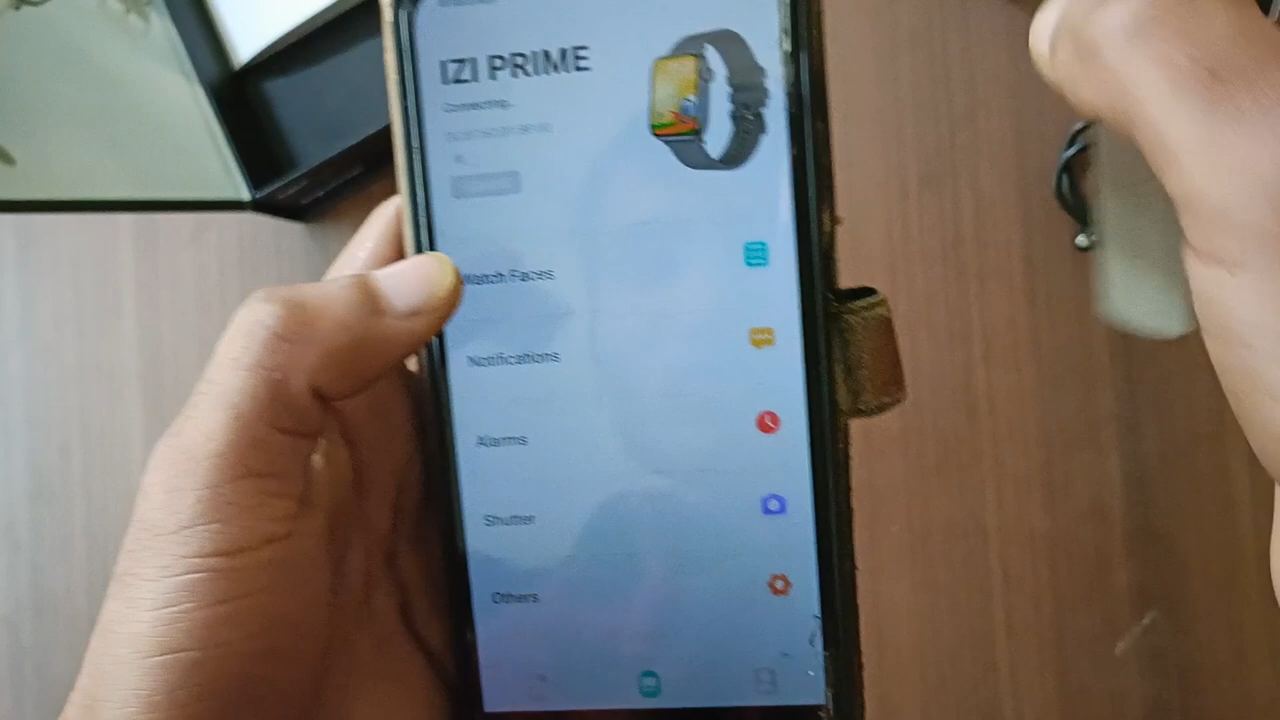 IZI PRIME
Connecting..
Watch Faces
Notifications
Alarms
Shutter
Others